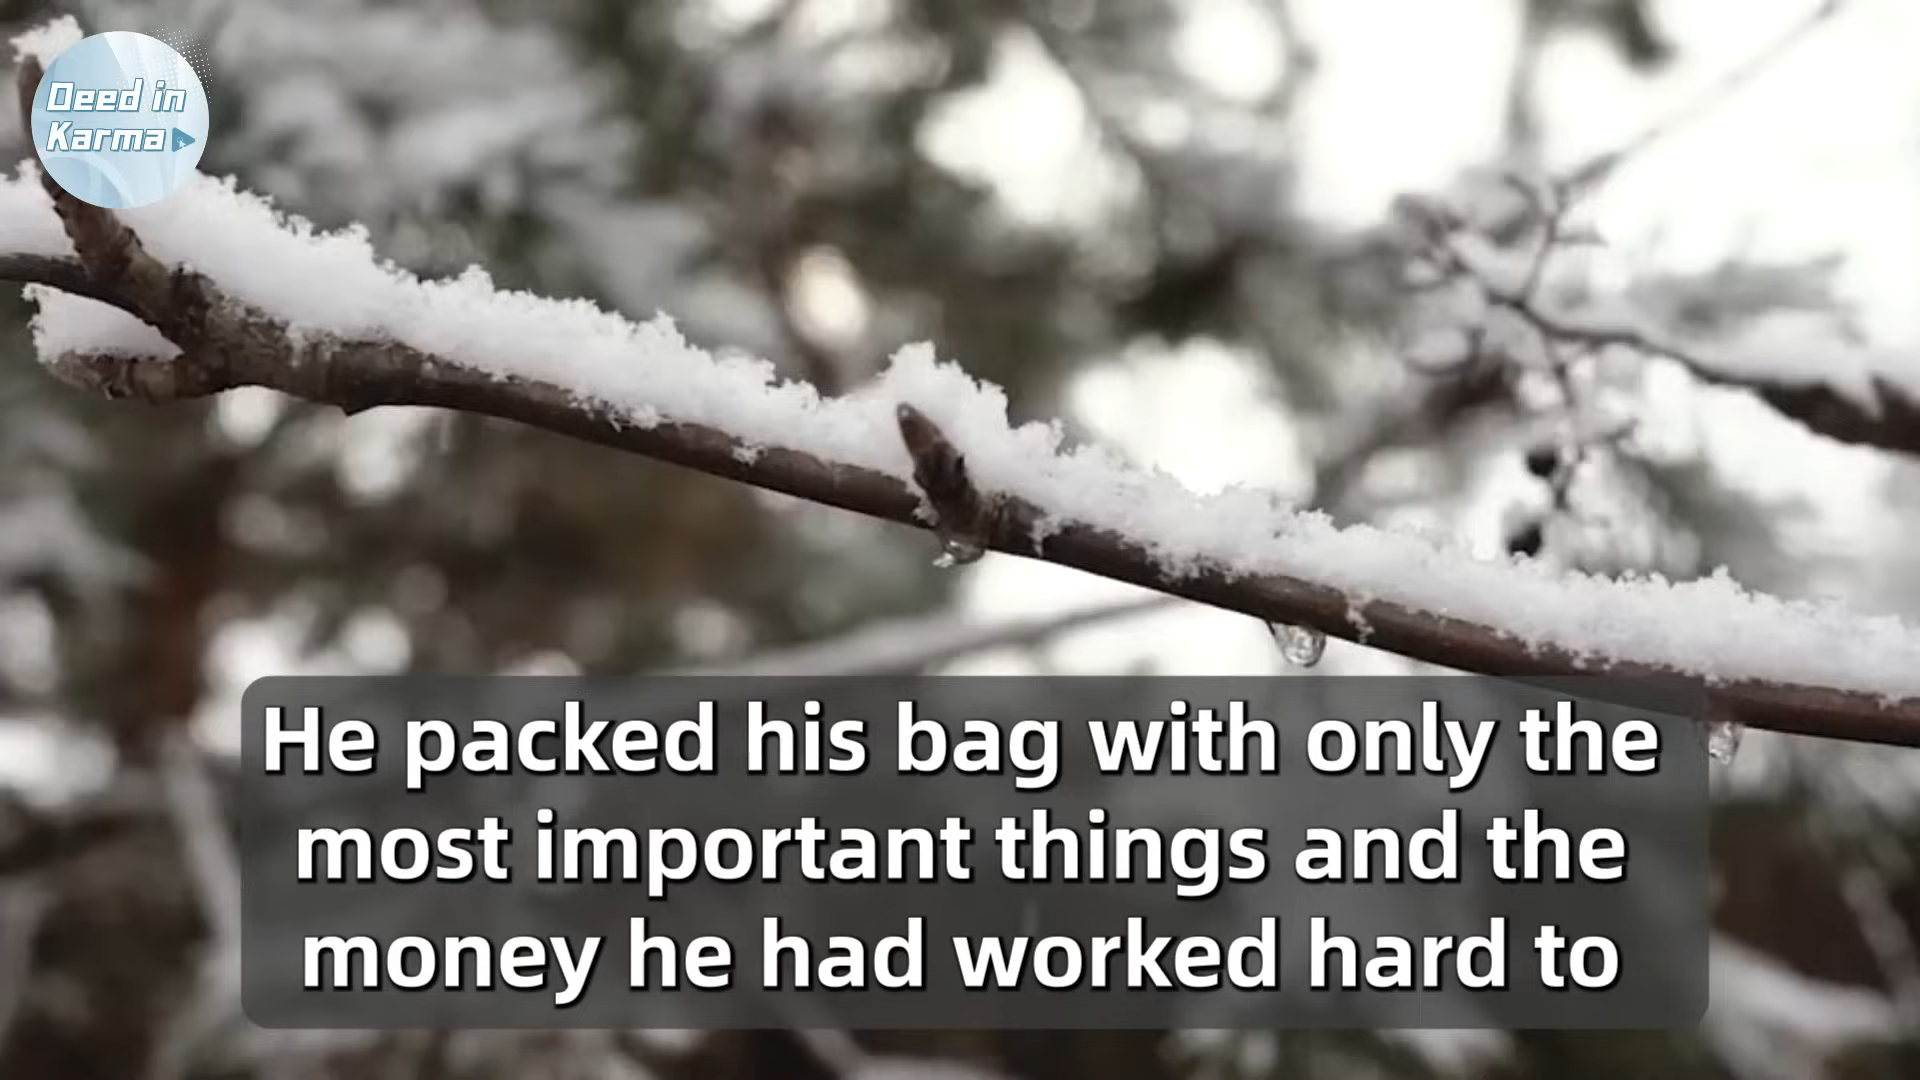 Deed in
Karma
He packed his bag with only the
most important things and the
money he had worked hard to